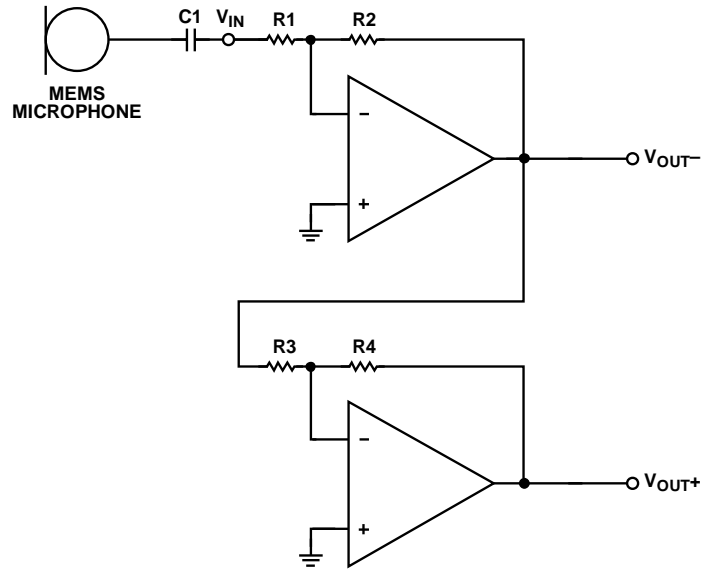 C1 VIN R1 R2
MEMS
MICROPHONE
–
+
VOUT–
R3 R4
–
+
VOUT+